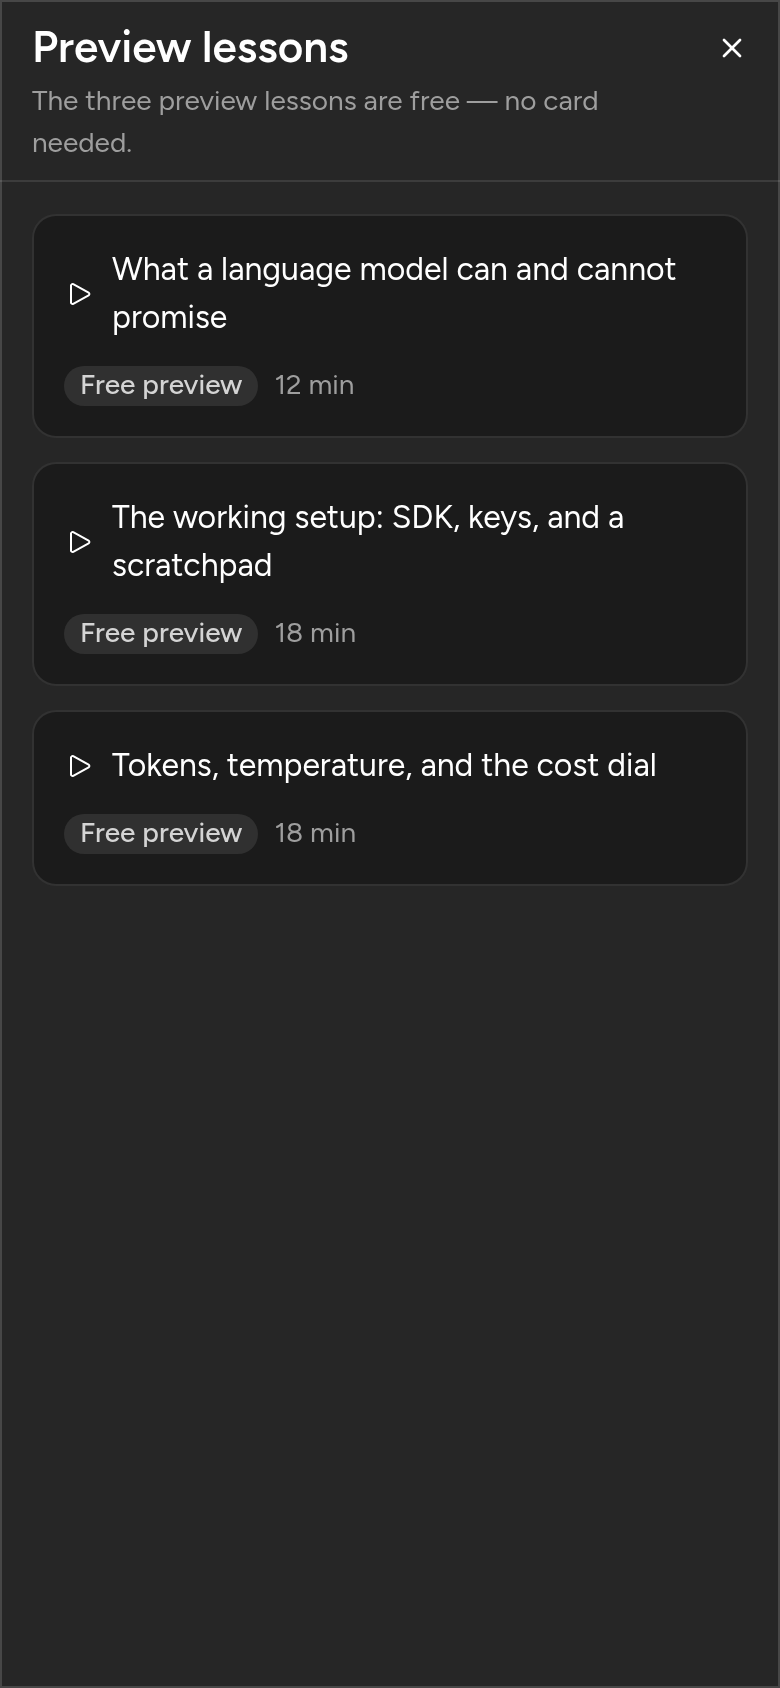 Preview lessons
The three preview lessons are free — no card
needed.
What a language model can and cannot
promise
Free preview 12 min
The working setup: SDK, keys, and a
scratchpad
Free preview 18 min
Tokens, temperature, and the cost dial
Free preview 18 min